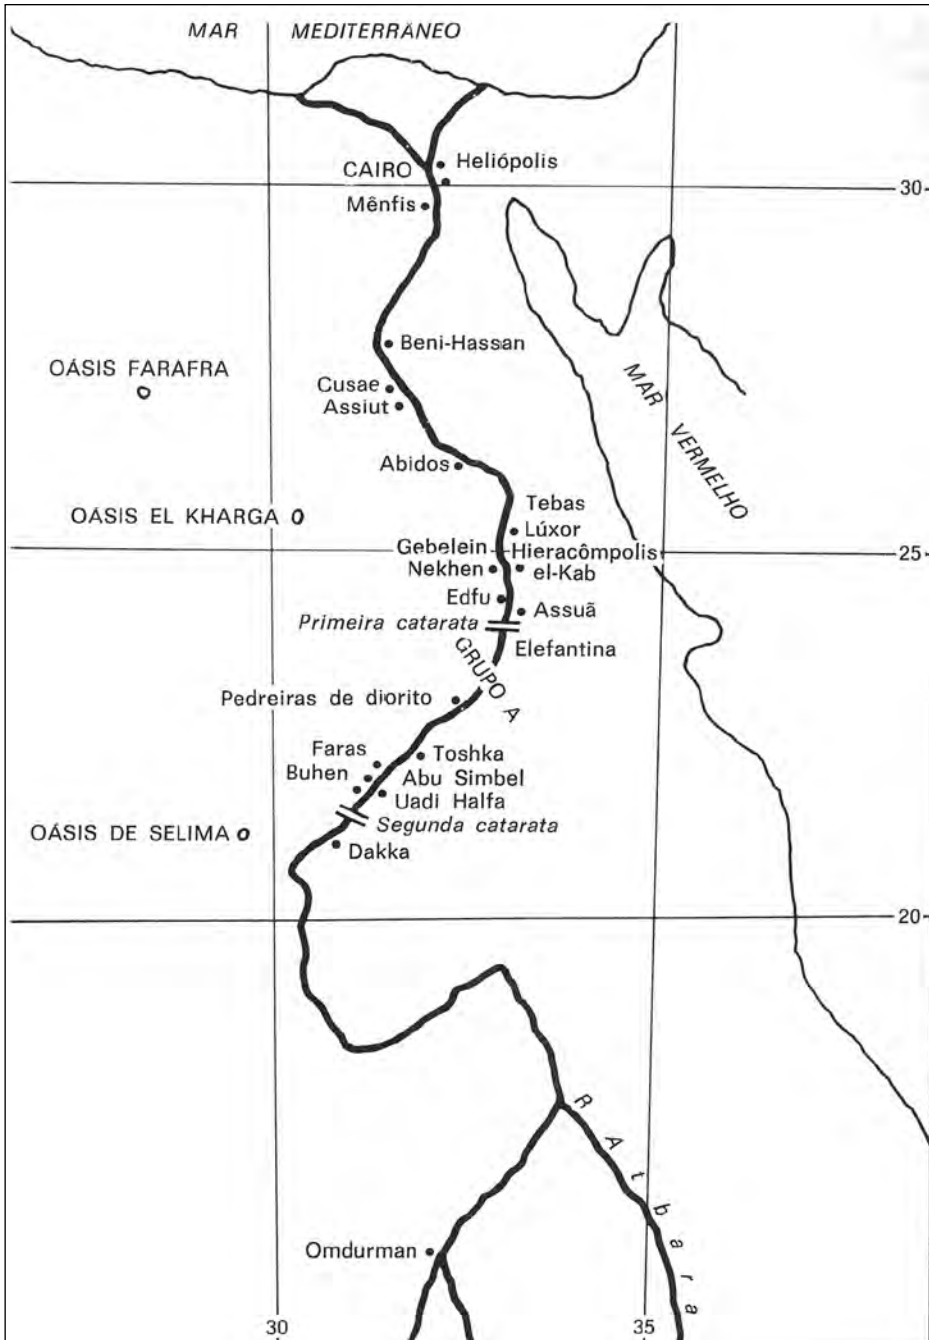 MAR MEDITERRÂNEO
Heliópolis
CAIRO
30
Mênfis
Beni-Hassan
OÁSIS FARAFRA
MAR VERMELHO
Cusae
Assiut
Abidos
Tebas
OÁSIS EL KHARGA
Lúxor
Gebelein
Hieracômpolis
25
Nekhen
el-Kab
Edfu
Assuã
Primeira catarata
Elefantina
GRUPO A
Pedreiras de diorito
Faras
Toshka
Buhen
Abu Simbel
Uadi Halfa
OÁSIS DE SELIMA
Segunda catarata
Dakka
20
R Atbara
Omdurman
30
35